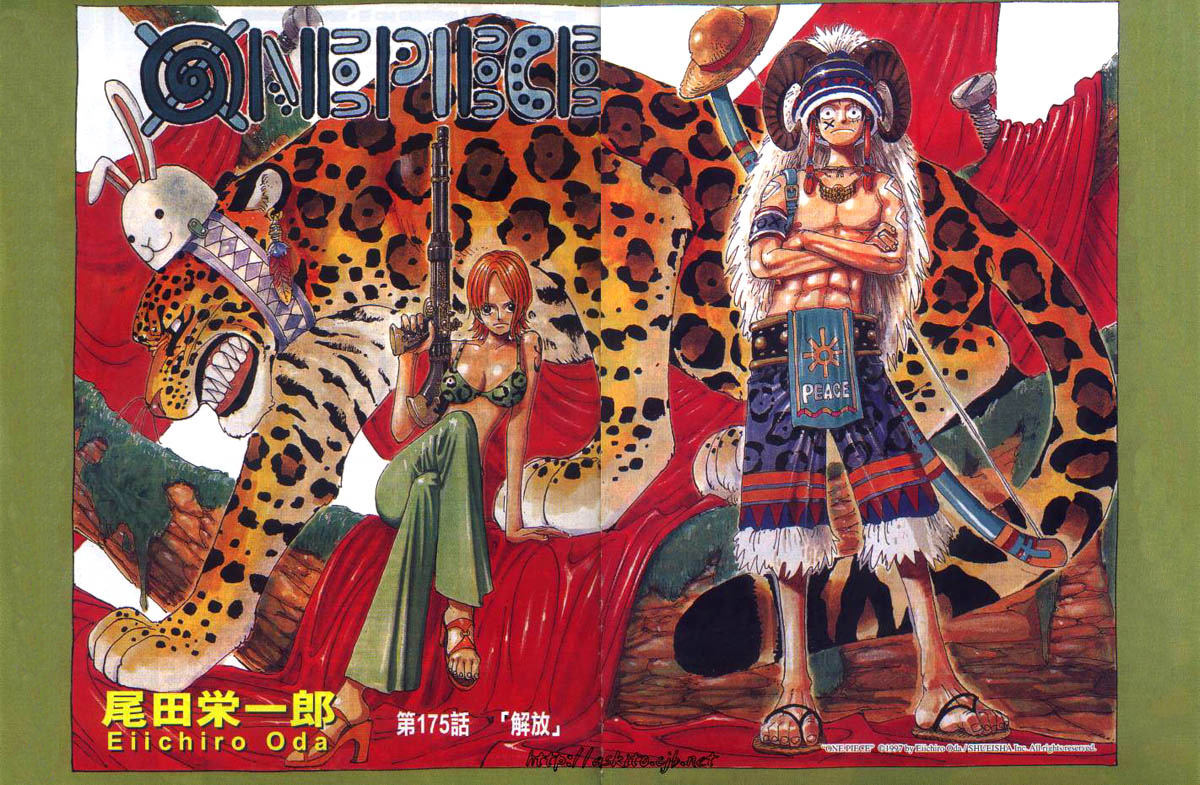 ONE PIECE
PEACE
尾田栄一郎
Eiichiro Oda
第175話 「解放」
"ONE PIECE" ©1997 by Eiichiro Oda / SHUEISHA Inc. All rights reserved.
http://askito.ejb.net